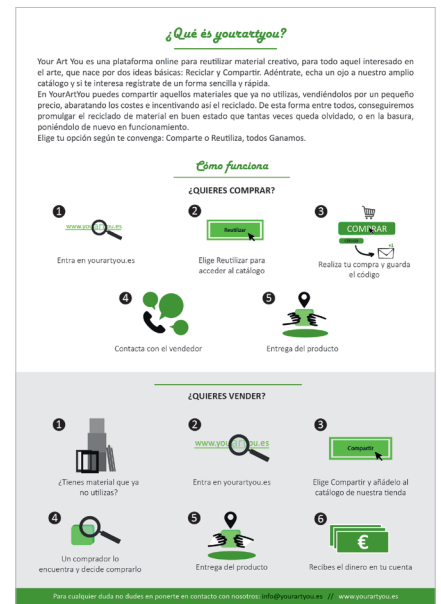 ¿Qué és yourartyou?
Your Art You es una plataforma online para reutilizar material creativo, para todo aquel interesado en
el arte, que nace por dos ideas básicas: Reciclar y Compartir. Adéntrate, echa un ojo a nuestro amplio
catálogo y si te interesa regístrate de un forma sencilla y rápida.
En YourArtYou puedes compartir aquellos materiales que ya no utilizas, vendiéndolos por un pequeño
precio, abaratando los costes e incentivando así el reciclado. De esta forma entre todos, conseguiremos
promulgar el reciclado de material en buen estado que tantas veces queda olvidado, o en la basura,
poniéndolo de nuevo en funcionamiento.
Elige tu opción según te convenga: Comparte o Reutiliza, todos Ganamos.
Cómo funciona
¿QUIERES COMPRAR?
1
www.yourartyou.es
Entra en yourartyou.es
2
Reutilizar
Elige Reutilizar para
acceder al catálogo
3
COMPRAR
+1
Realiza tu compra y guarda
el código
4
Contacta con el vendedor
5
Entrega del producto
¿QUIERES VENDER?
1
¿Tienes material que ya
no utilizas?
2
www.yourartyou.es
Entra en yourartyou.es
3
Compartir
Elige Compartir y añádelo al
catálogo de nuestra tienda
4
Un comprador lo
encuentra y decide comprarlo
5
Entrega del producto
6
€
Recibes el dinero en tu cuenta
Para cualquier duda no dudes en ponerte en contacto con nosotros: info@yourartyou.es // www.yourartyou.es